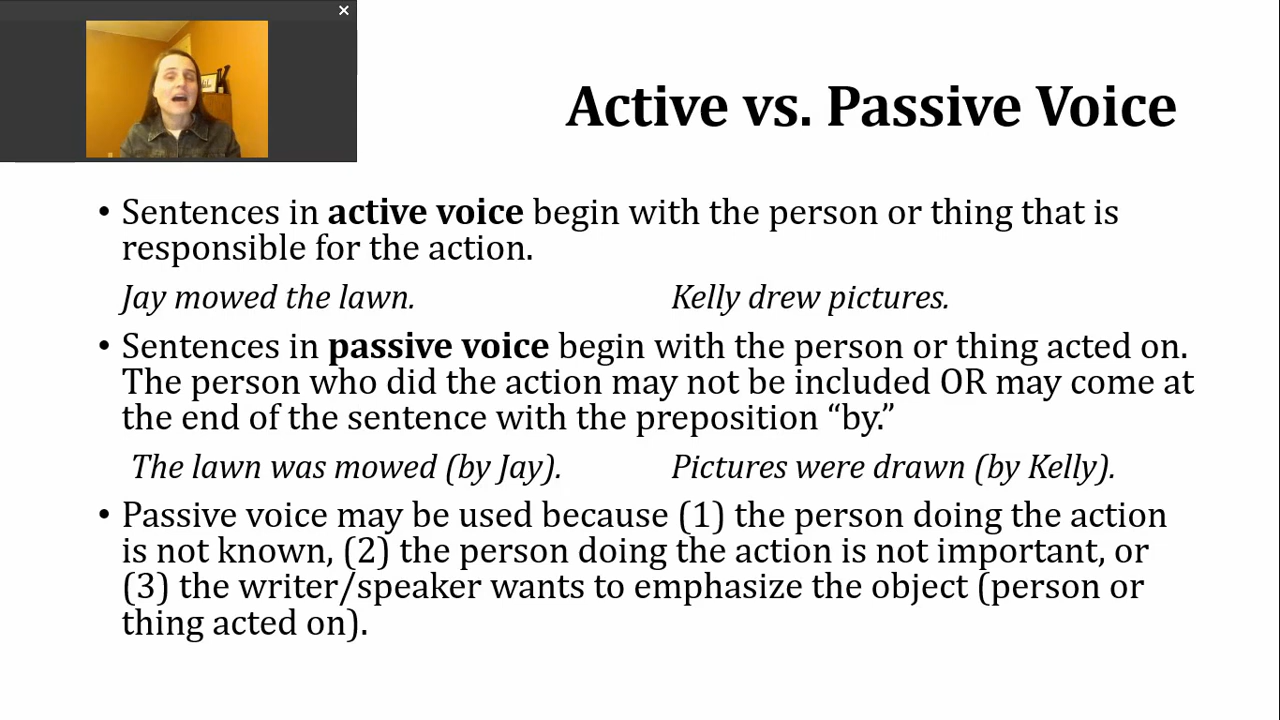 Active vs. Passive Voice
• Sentences in active voice begin with the person or thing that is
responsible for the action.
Jay mowed the lawn. Kelly drew pictures.
• Sentences in passive voice begin with the person or thing acted on.
The person who did the action may not be included OR may come at
the end of the sentence with the preposition “by.”
The lawn was mowed (by Jay). Pictures were drawn (by Kelly).
• Passive voice may be used because (1) the person doing the action
is not known, (2) the person doing the action is not important, or
(3) the writer/speaker wants to emphasize the object (person or
thing acted on).